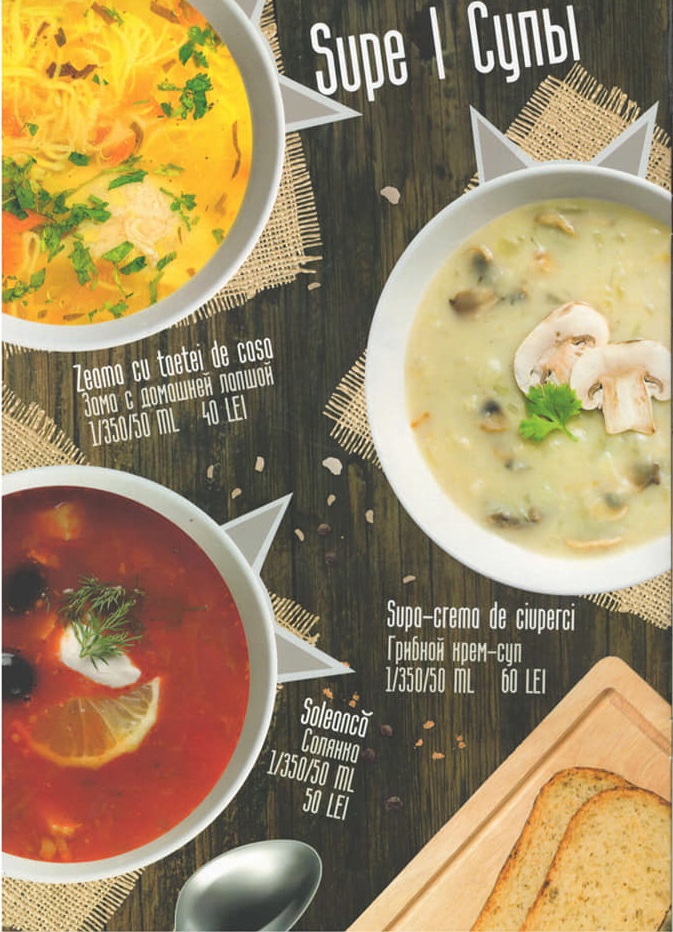 Supe | Супы
Zeama cu taetei de casa
Зама с домашней лапшой
1/350/50 ML 40 LEI
Supa-crema de ciuperci
Грибной крем-суп
1/350/50 ML 60 LEI
Soleancă
Солянка
1/350/50 ML
50 LEI